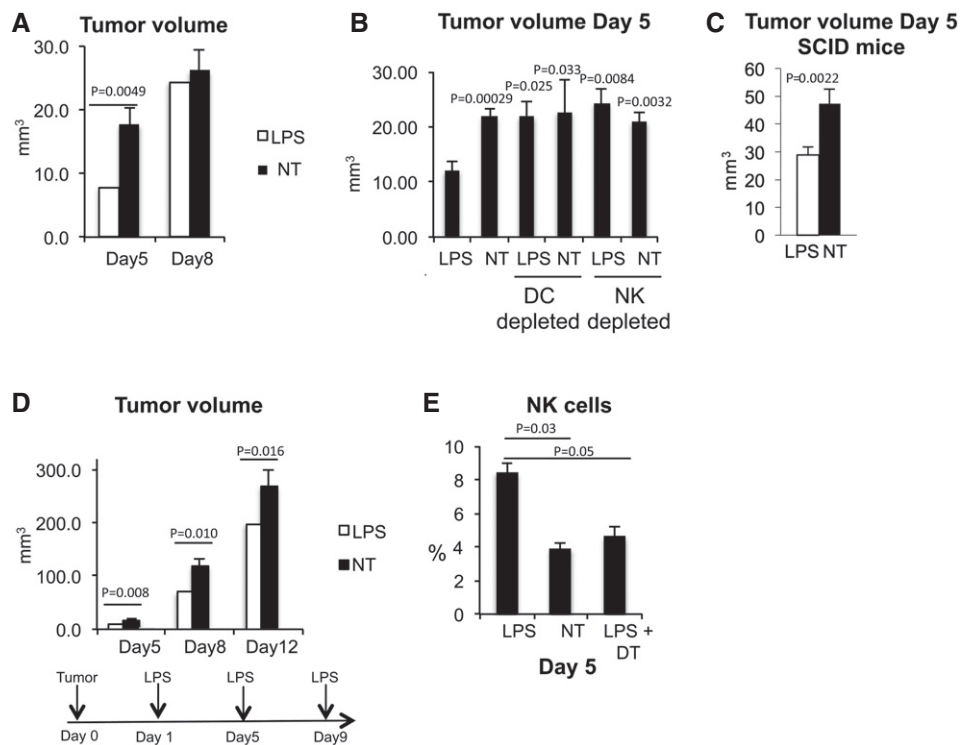 A
Tumor volume
30.0
20.0
10.0
0.0
mm³
P=0.0049
LPS
NT
Day5 Day8
B
Tumor volume Day 5
30.00
20.00
10.00
0.00
mm³
P=0.00029
P=0.025
P=0.033
P=0.0084
P=0.0032
LPS NT LPS NT LPS NT
DC depleted
NK depleted
C
Tumor volume Day 5
SCID mice
60
50
40
30
20
10
0
mm³
P=0.0022
LPS NT
D
Tumor volume
300.0
200.0
100.0
0.0
mm³
P=0.008
P=0.010
P=0.016
LPS
NT
Day5 Day8 Day12
Tumor LPS LPS LPS
Day 0 Day 1 Day5 Day9
E
NK cells
10
8
6
4
2
0
%
P=0.03
P=0.05
LPS NT LPS + DT
Day 5